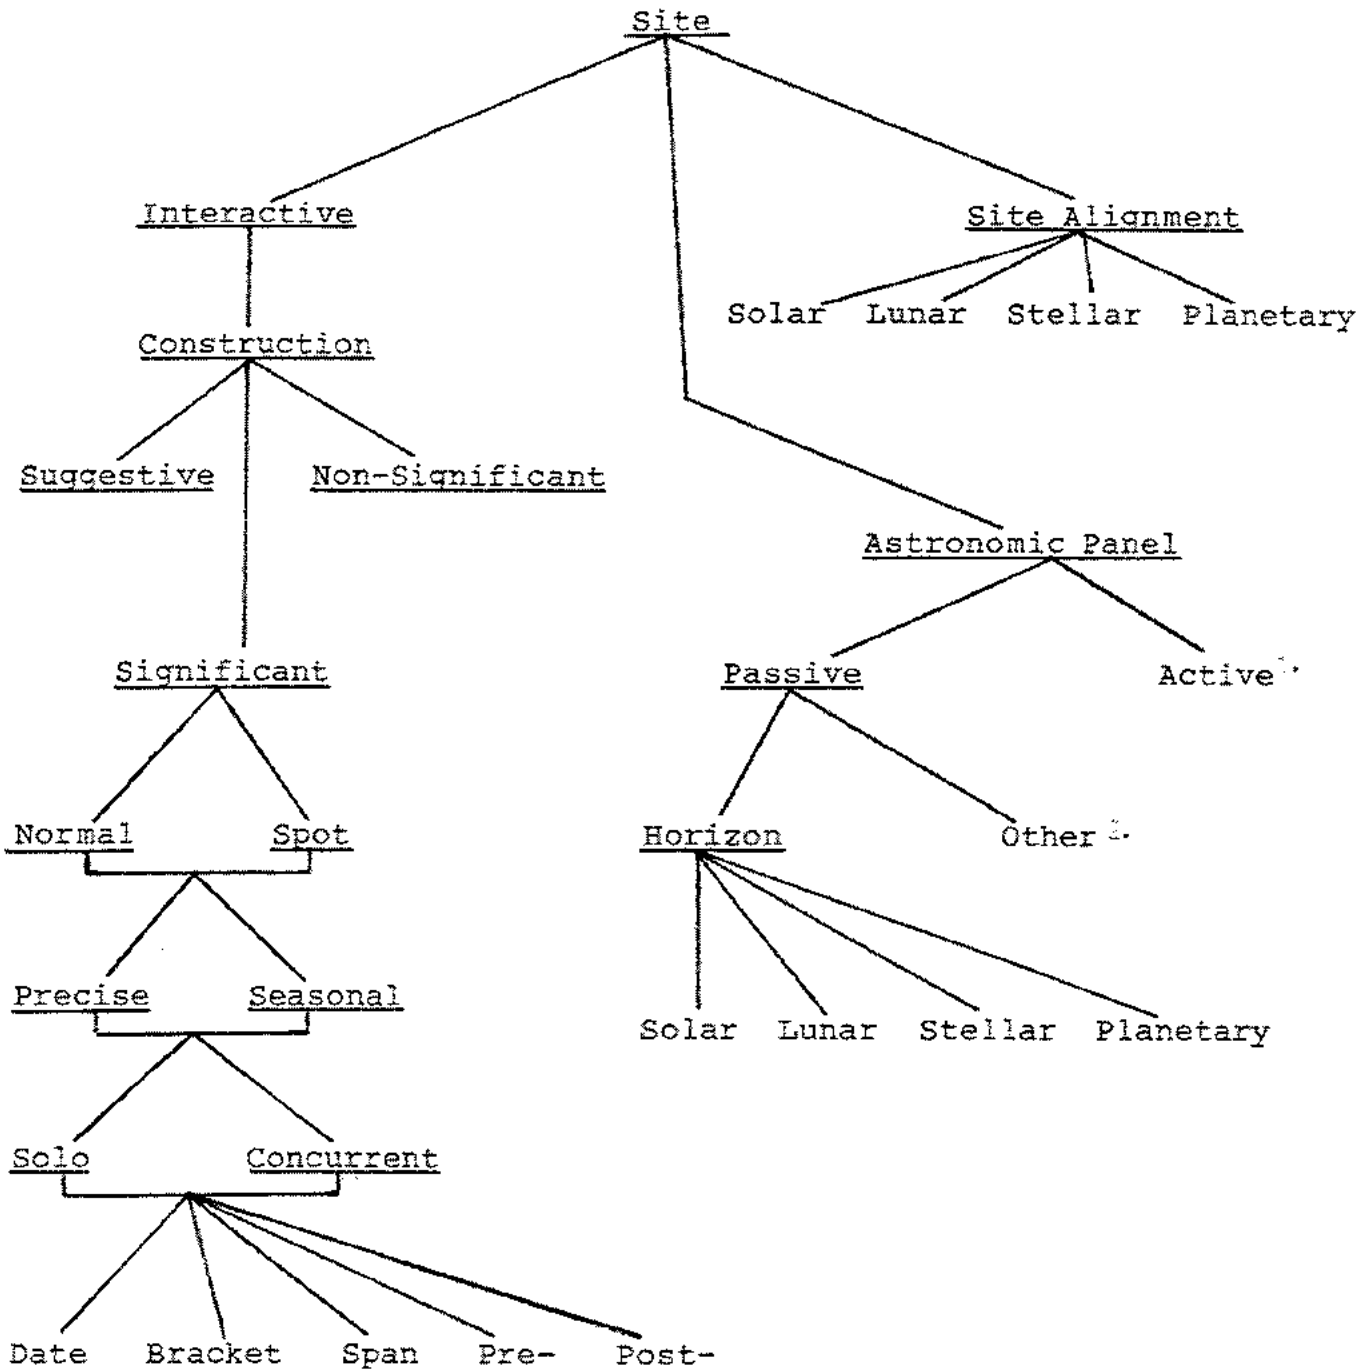 Site
Interactive
Site Alignment
Solar Lunar Stellar Planetary
Construction
Suggestive Non-Significant
Astronomic Panel
Significant
Passive Active
Normal Spot
Horizon Other
Precise Seasonal
Solar Lunar Stellar Planetary
Solo Concurrent
Date Bracket Span Pre- Post-